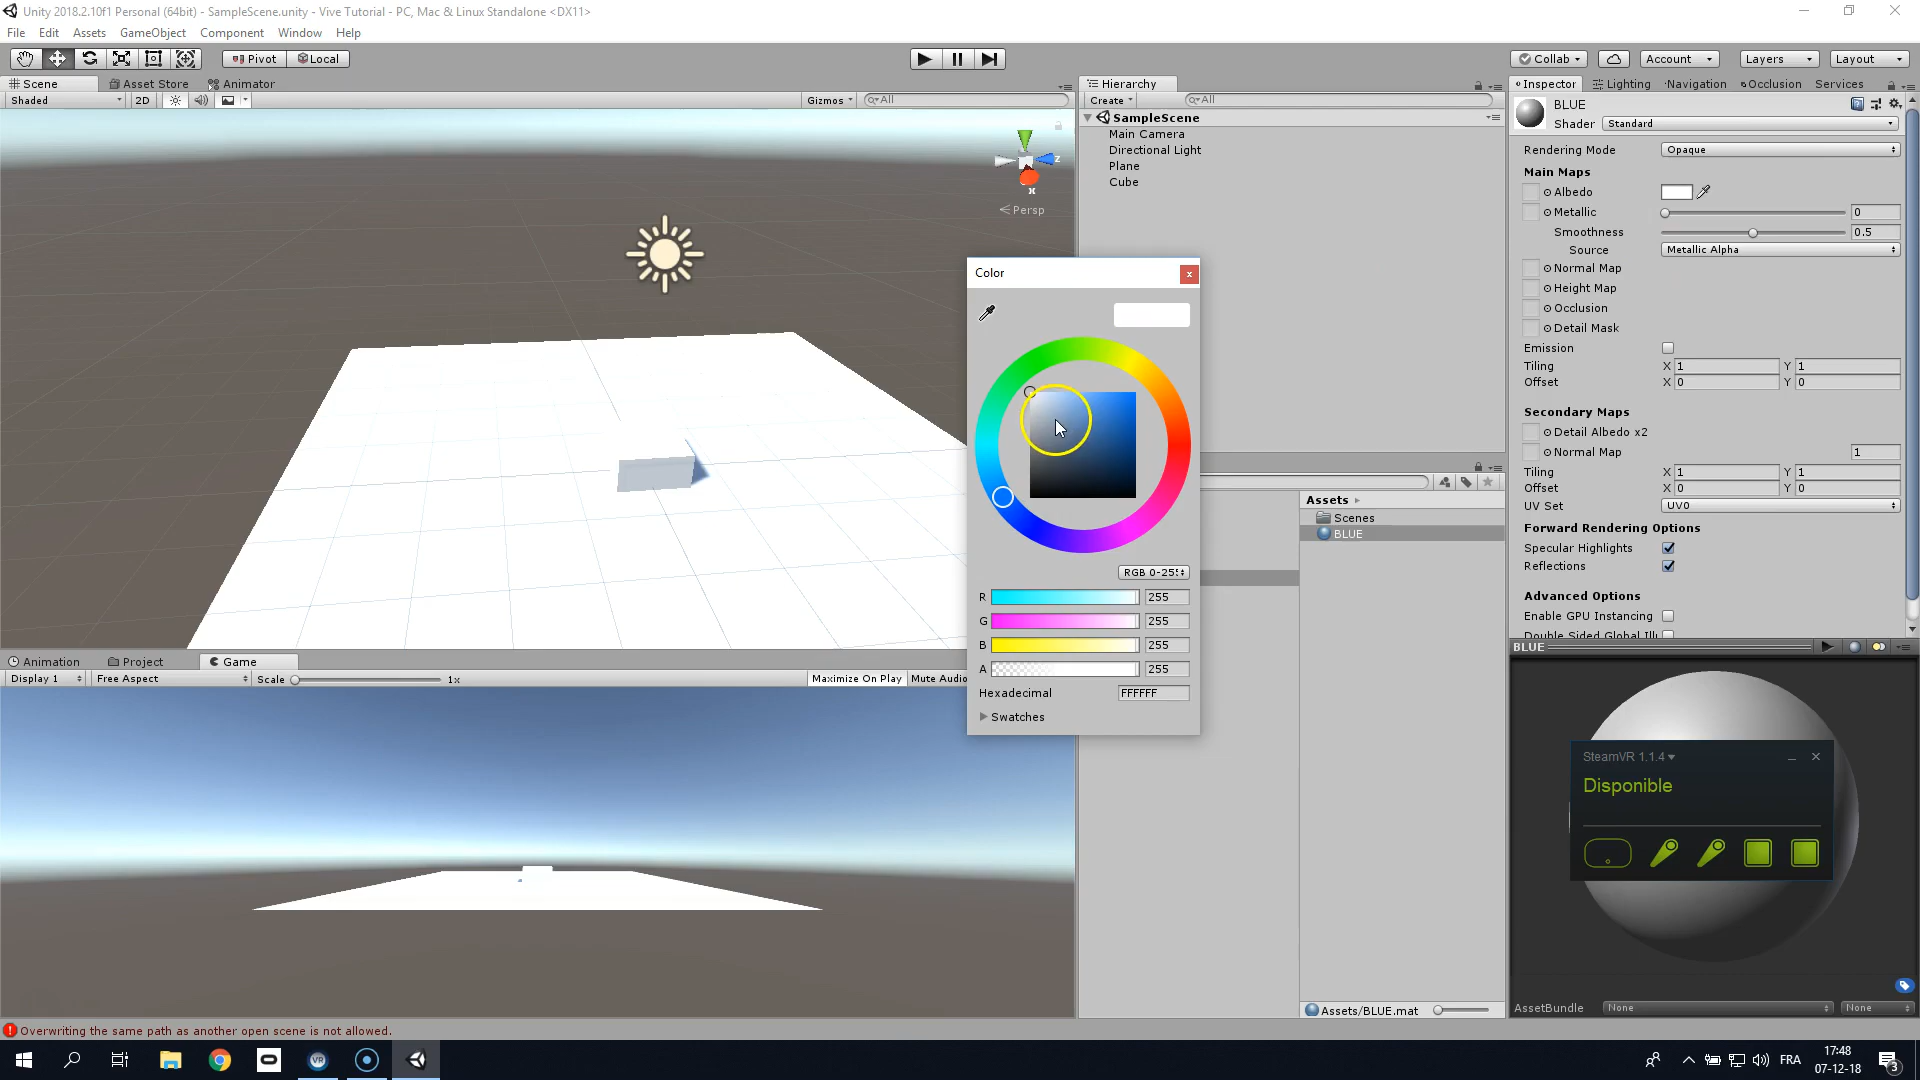 Unity 2018.2.10f1 Personal (64bit) - SampleScene.unity - Vive Tutorial - PC, Mac & Linux Standalone <DX11>
File Edit Assets GameObject Component Window Help
Pivot Local Collab Account Layers Layout
Scene Asset Store Animator
Shaded 2D Gizmos All
Persp
z
x
Hierarchy
Create All
SampleScene
Main Camera
Directional Light
Plane
Cube
Color
RGB 0-25
R 255
G 255
B 255
A 255
Hexadecimal FFFFFF
Swatches
Assets
Scenes
BLUE
Assets/BLUE.mat
Inspector Lighting Navigation Occlusion Services
BLUE
Shader Standard
Rendering Mode Opaque
Main Maps
Albedo
Metallic 0
Smoothness 0.5
Source Metallic Alpha
Normal Map
Height Map
Occlusion
Detail Mask
Emission
Tiling X 1 Y 1
Offset X 0 Y 0
Secondary Maps
Detail Albedo x2
Normal Map 1
Tiling X 1 Y 1
Offset X 0 Y 0
UV Set UV0
Forward Rendering Options
Specular Highlights
Reflections
Advanced Options
Enable GPU Instancing
Double Sided Global Ill
BLUE
SteamVR 1.1.4
Disponible
AssetBundle None None
Animation Project Game
Display 1 Free Aspect Scale 1x Maximize On Play Mute Audio
Overwriting the same path as another open scene is not allowed.
FRA
17:48
07-12-18
3